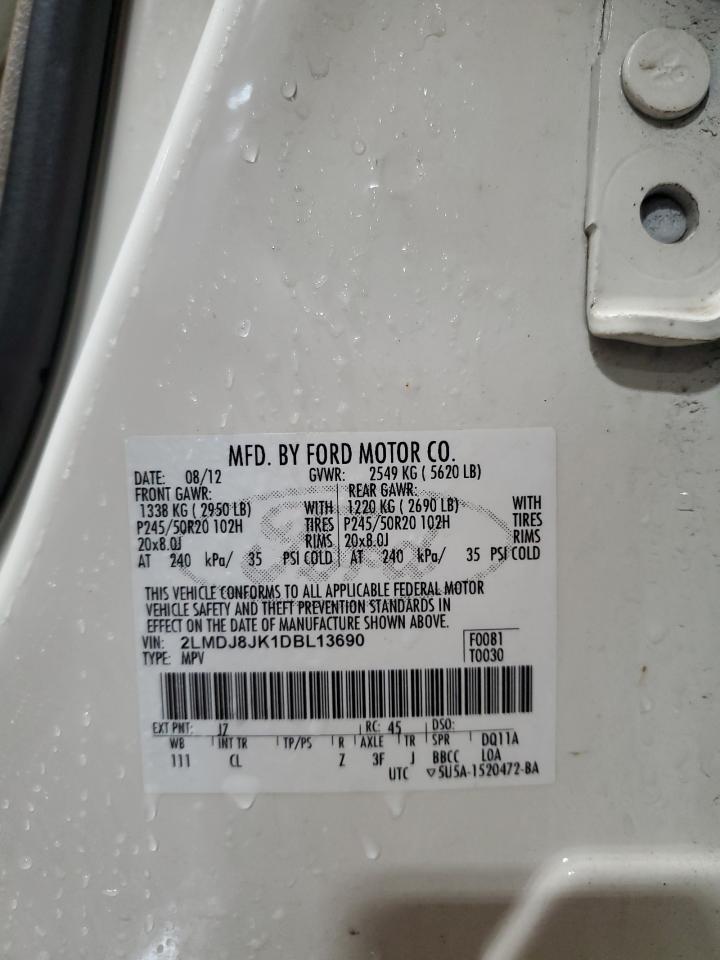 MFD. BY FORD MOTOR CO.
DATE: 08/12 GVWR: 2549 KG ( 5620 LB)
FRONT GAWR: REAR GAWR:
1338 KG ( 2950 LB) WITH 1220 KG ( 2690 LB) WITH
P245/50R20 102H TIRES P245/50R20 102H TIRES
20x8.0J RIMS 20x8.0J RIMS
AT 240 kPa/ 35 PSI COLD AT 240 kPa/ 35 PSI COLD
THIS VEHICLE CONFORMS TO ALL APPLICABLE FEDERAL MOTOR
VEHICLE SAFETY AND THEFT PREVENTION STANDARDS IN
EFFECT ON THE DATE OF MANUFACTURE SHOWN ABOVE.
VIN: 2LMDJ8JK1DBL13690 F0081
TYPE: MPV T0030
EXT PNT: J7 RC: 45 DSO:
WB INT TR TP/PS R AXLE TR SPR DQ11A
111 CL Z 3F J BBCC LOA
UTC ▽5U5A-1520472-BA